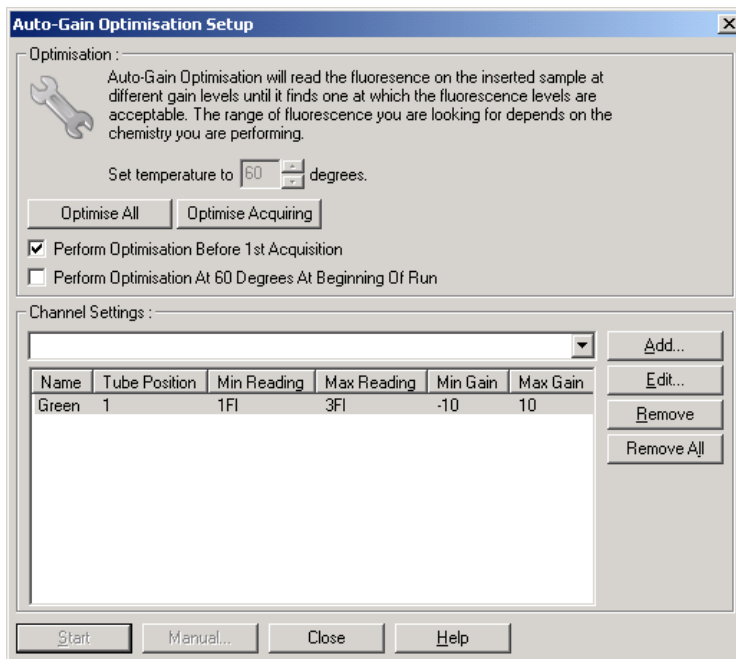 Auto-Gain Optimisation Setup
Optimisation :
Auto-Gain Optimisation will read the fluoresence on the inserted sample at
different gain levels until it finds one at which the fluorescence levels are
acceptable. The range of fluorescence you are looking for depends on the
chemistry you are performing.
Set temperature to 60 degrees.
Optimise All Optimise Acquiring
Perform Optimisation Before 1st Acquisition
Perform Optimisation At 60 Degrees At Beginning Of Run
Channel Settings :
Add...
Edit...
Remove
Remove All
Name Tube Position Min Reading Max Reading Min Gain Max Gain
Green 1 1Fl 3Fl -10 10
Start Manual... Close Help